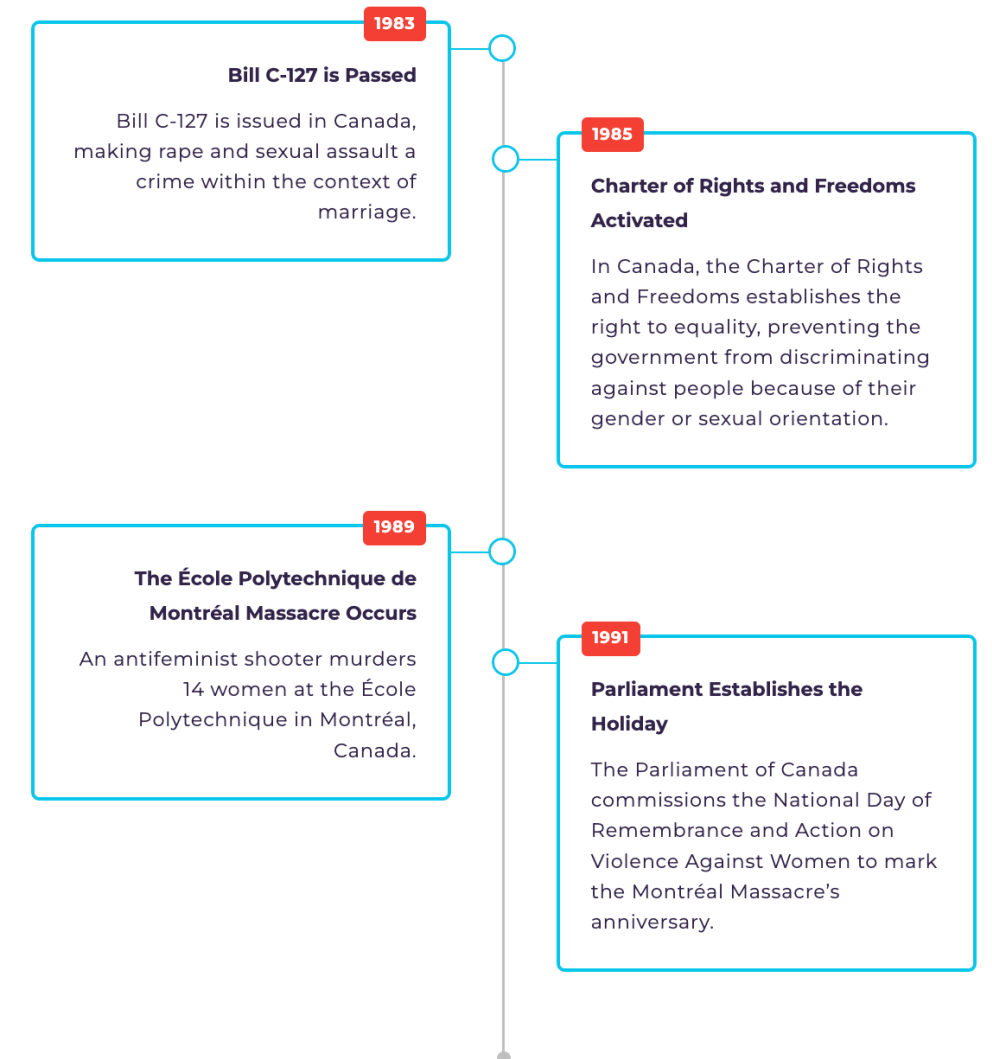 1983
Bill C-127 is Passed
Bill C-127 is issued in Canada,
making rape and sexual assault a
crime within the context of
marriage.
1985
Charter of Rights and Freedoms
Activated
In Canada, the Charter of Rights
and Freedoms establishes the
right to equality, preventing the
government from discriminating
against people because of their
gender or sexual orientation.
1989
The École Polytechnique de
Montréal Massacre Occurs
An antifeminist shooter murders
14 women at the École
Polytechnique in Montréal,
Canada.
1991
Parliament Establishes the
Holiday
The Parliament of Canada
commissions the National Day of
Remembrance and Action on
Violence Against Women to mark
the Montréal Massacre’s
anniversary.